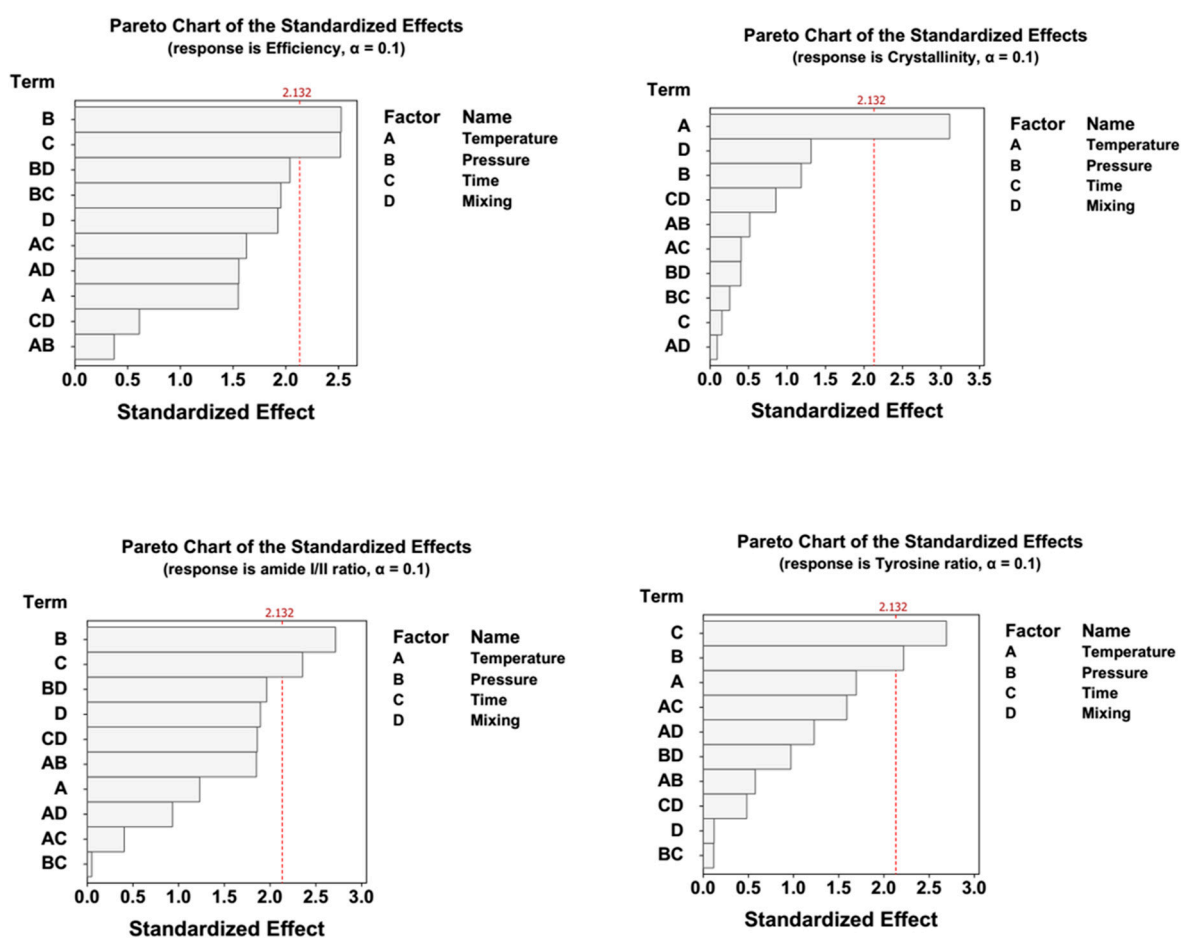 Pareto Chart of the Standardized Effects
(response is Efficiency, α = 0.1)
Term
2.132
B
C
BD
BC
D
AC
AD
A
CD
AB
Factor Name
A Temperature
B Pressure
C Time
D Mixing
0.0 0.5 1.0 1.5 2.0 2.5
Standardized Effect
Pareto Chart of the Standardized Effects
(response is Crystallinity, α = 0.1)
Term
2.132
A
D
B
CD
AB
AC
BD
BC
C
AD
Factor Name
A Temperature
B Pressure
C Time
D Mixing
0.0 0.5 1.0 1.5 2.0 2.5 3.0 3.5
Standardized Effect
Pareto Chart of the Standardized Effects
(response is amide I/II ratio, α = 0.1)
Term
2.132
B
C
BD
D
CD
AB
A
AD
AC
BC
Factor Name
A Temperature
B Pressure
C Time
D Mixing
0.0 0.5 1.0 1.5 2.0 2.5 3.0
Standardized Effect
Pareto Chart of the Standardized Effects
(response is Tyrosine ratio, α = 0.1)
Term
2.132
C
B
A
AC
AD
BD
AB
CD
D
BC
Factor Name
A Temperature
B Pressure
C Time
D Mixing
0.0 0.5 1.0 1.5 2.0 2.5 3.0
Standardized Effect